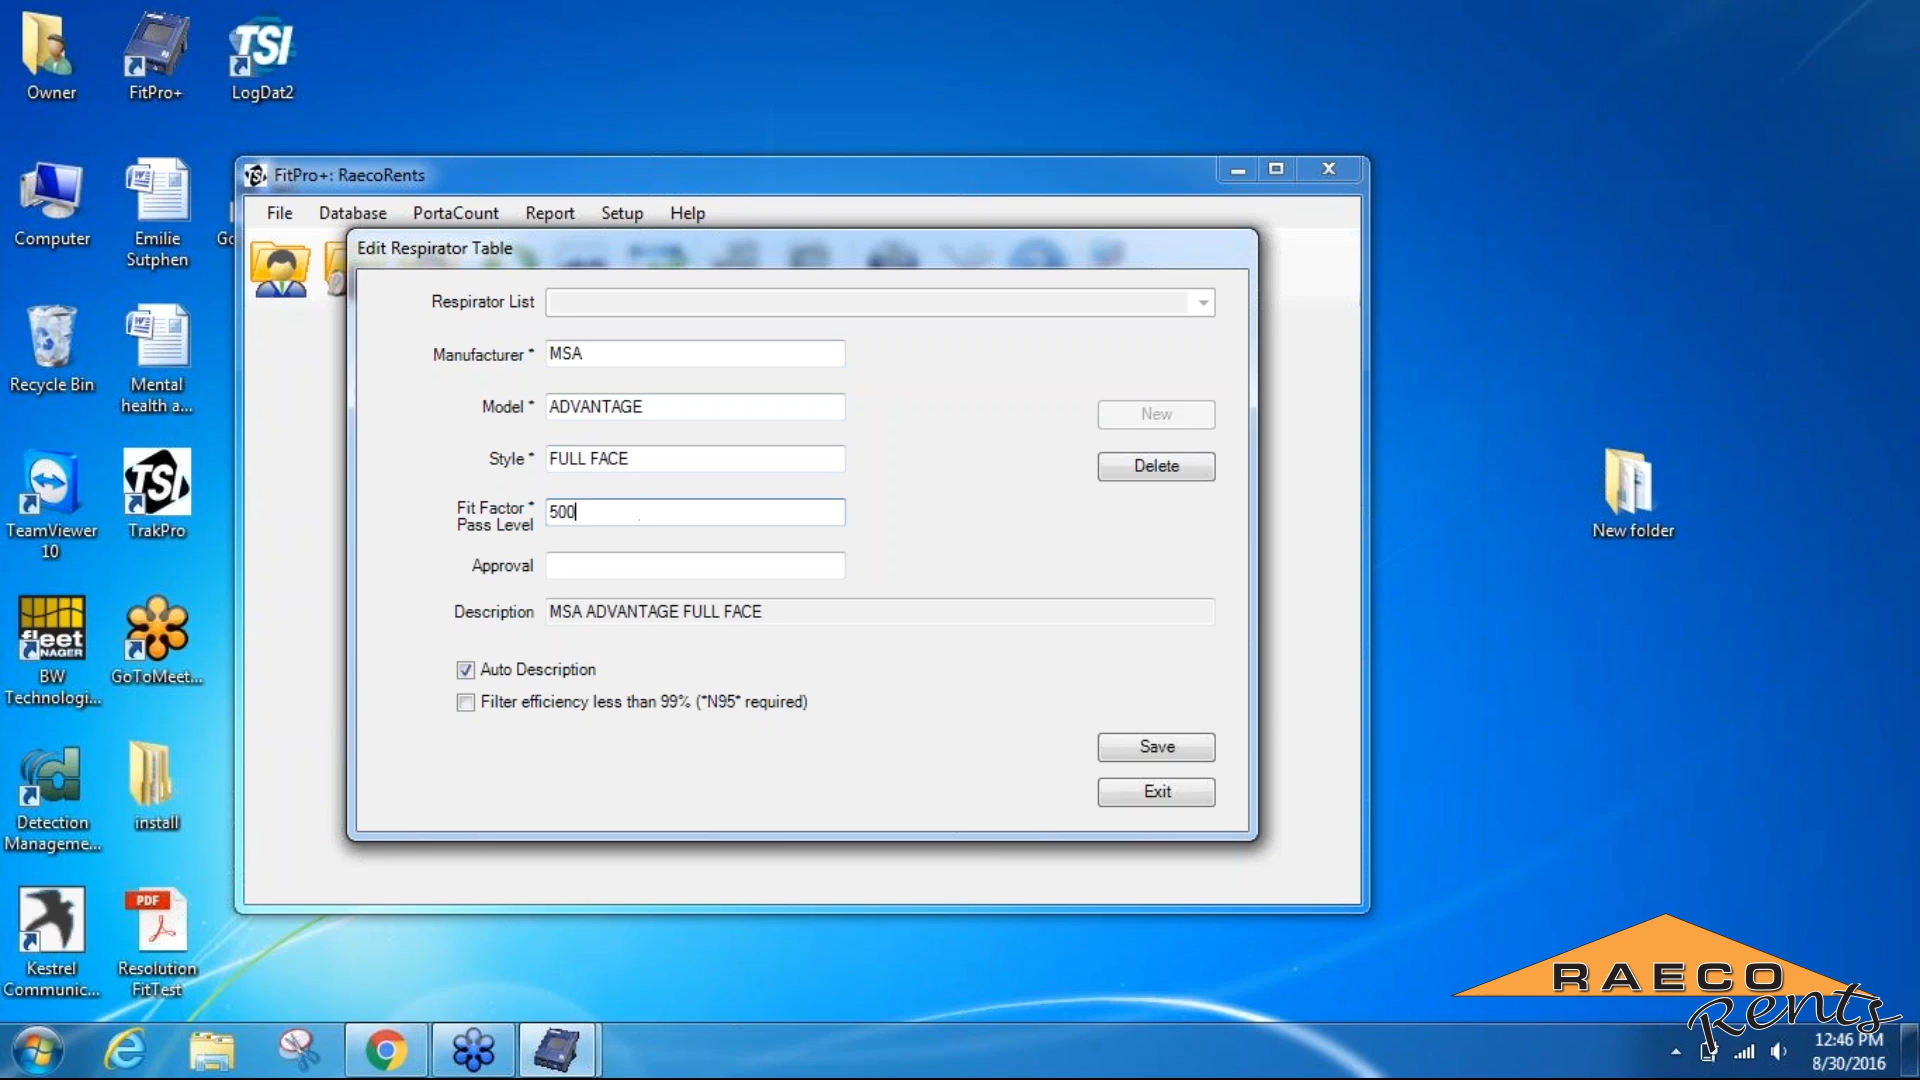 Owner
FitPro+
TSI
LogDat2
Computer
Emilie
Sutphen
Recycle Bin
Mental
health a...
TeamViewer
10
TSI
TrakPro
fleet
BW
Technologi...
GoToMeet...
Detection
Manageme...
install
Kestrel
Communic...
PDF
Resolution
FitTest
FitPro+: RaecoRents
File Database PortaCount Report Setup Help
Edit Respirator Table
Respirator List
Manufacturer * MSA
Model * ADVANTAGE
New
Style * FULL FACE
Delete
Fit Factor *
Pass Level
500
Approval
Description MSA ADVANTAGE FULL FACE
Auto Description
Filter efficiency less than 99% (*N95* required)
Save
Exit
New folder
RAECO
Rents
12:46 PM
8/30/2016